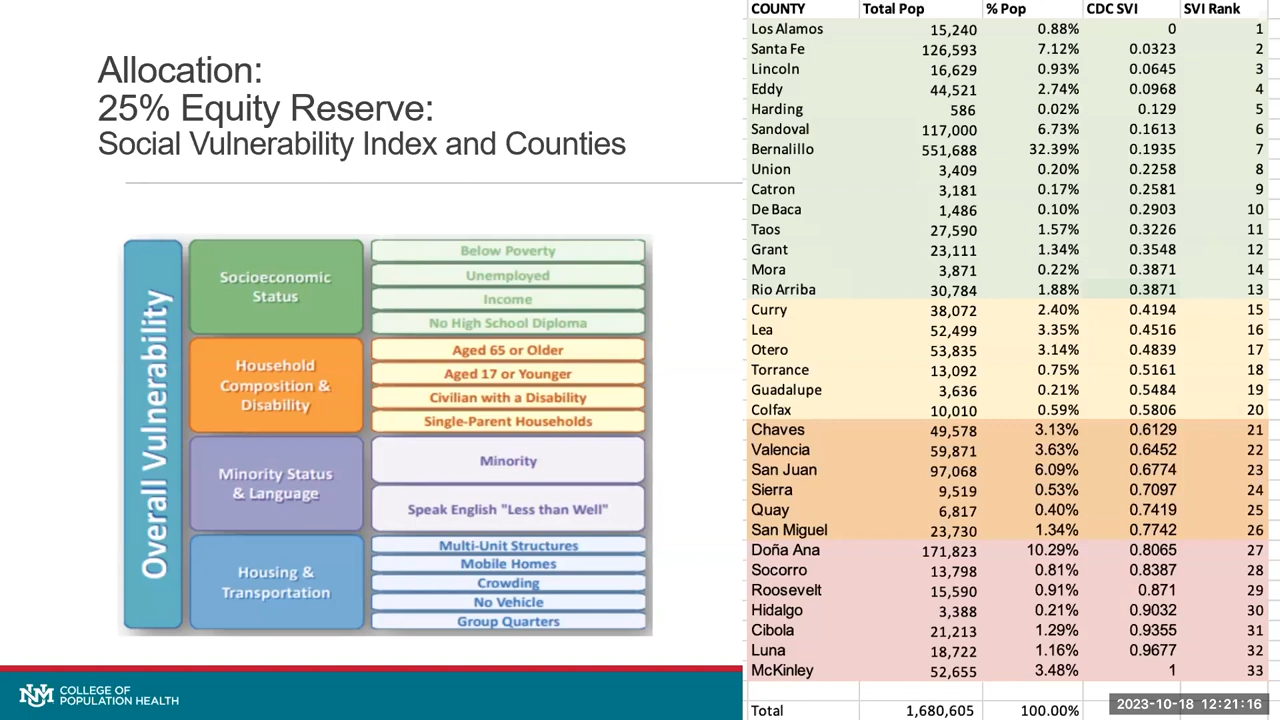 Allocation:
25% Equity Reserve:
Social Vulnerability Index and Counties
Overall Vulnerability
Socioeconomic
Status
Below Poverty
Unemployed
Income
No High School Diploma
Household
Composition &
Disability
Aged 65 or Older
Aged 17 or Younger
Civilian with a Disability
Single-Parent Households
Minority Status
& Language
Minority
Speak English "Less than Well"
Housing &
Transportation
Multi-Unit Structures
Mobile Homes
Crowding
No Vehicle
Group Quarters
UNM COLLEGE OF
POPULATION HEALTH
COUNTY Total Pop % Pop CDC SVI SVI Rank
Los Alamos 15,240 0.88% 0 1
Santa Fe 126,593 7.12% 0.0323 2
Lincoln 16,629 0.93% 0.0645 3
Eddy 44,521 2.74% 0.0968 4
Harding 586 0.02% 0.129 5
Sandoval 117,000 6.73% 0.1613 6
Bernalillo 551,688 32.39% 0.1935 7
Union 3,409 0.20% 0.2258 8
Catron 3,181 0.17% 0.2581 9
De Baca 1,486 0.10% 0.2903 10
Taos 27,590 1.57% 0.3226 11
Grant 23,111 1.34% 0.3548 12
Mora 3,871 0.22% 0.3871 14
Rio Arriba 30,784 1.88% 0.3871 13
Curry 38,072 2.40% 0.4194 15
Lea 52,499 3.35% 0.4516 16
Otero 53,835 3.14% 0.4839 17
Torrance 13,092 0.75% 0.5161 18
Guadalupe 3,636 0.21% 0.5484 19
Colfax 10,010 0.59% 0.5806 20
Chaves 49,578 3.13% 0.6129 21
Valencia 59,871 3.63% 0.6452 22
San Juan 97,068 6.09% 0.6774 23
Sierra 9,519 0.53% 0.7097 24
Quay 6,817 0.40% 0.7419 25
San Miguel 23,730 1.34% 0.7742 26
Doña Ana 171,823 10.29% 0.8065 27
Socorro 13,798 0.81% 0.8387 28
Roosevelt 15,590 0.91% 0.871 29
Hidalgo 3,388 0.21% 0.9032 30
Cibola 21,213 1.29% 0.9355 31
Luna 18,722 1.16% 0.9677 32
McKinley 52,655 3.48% 1 33
Total 1,680,605 100.00%
2023-10-18 12:21:16